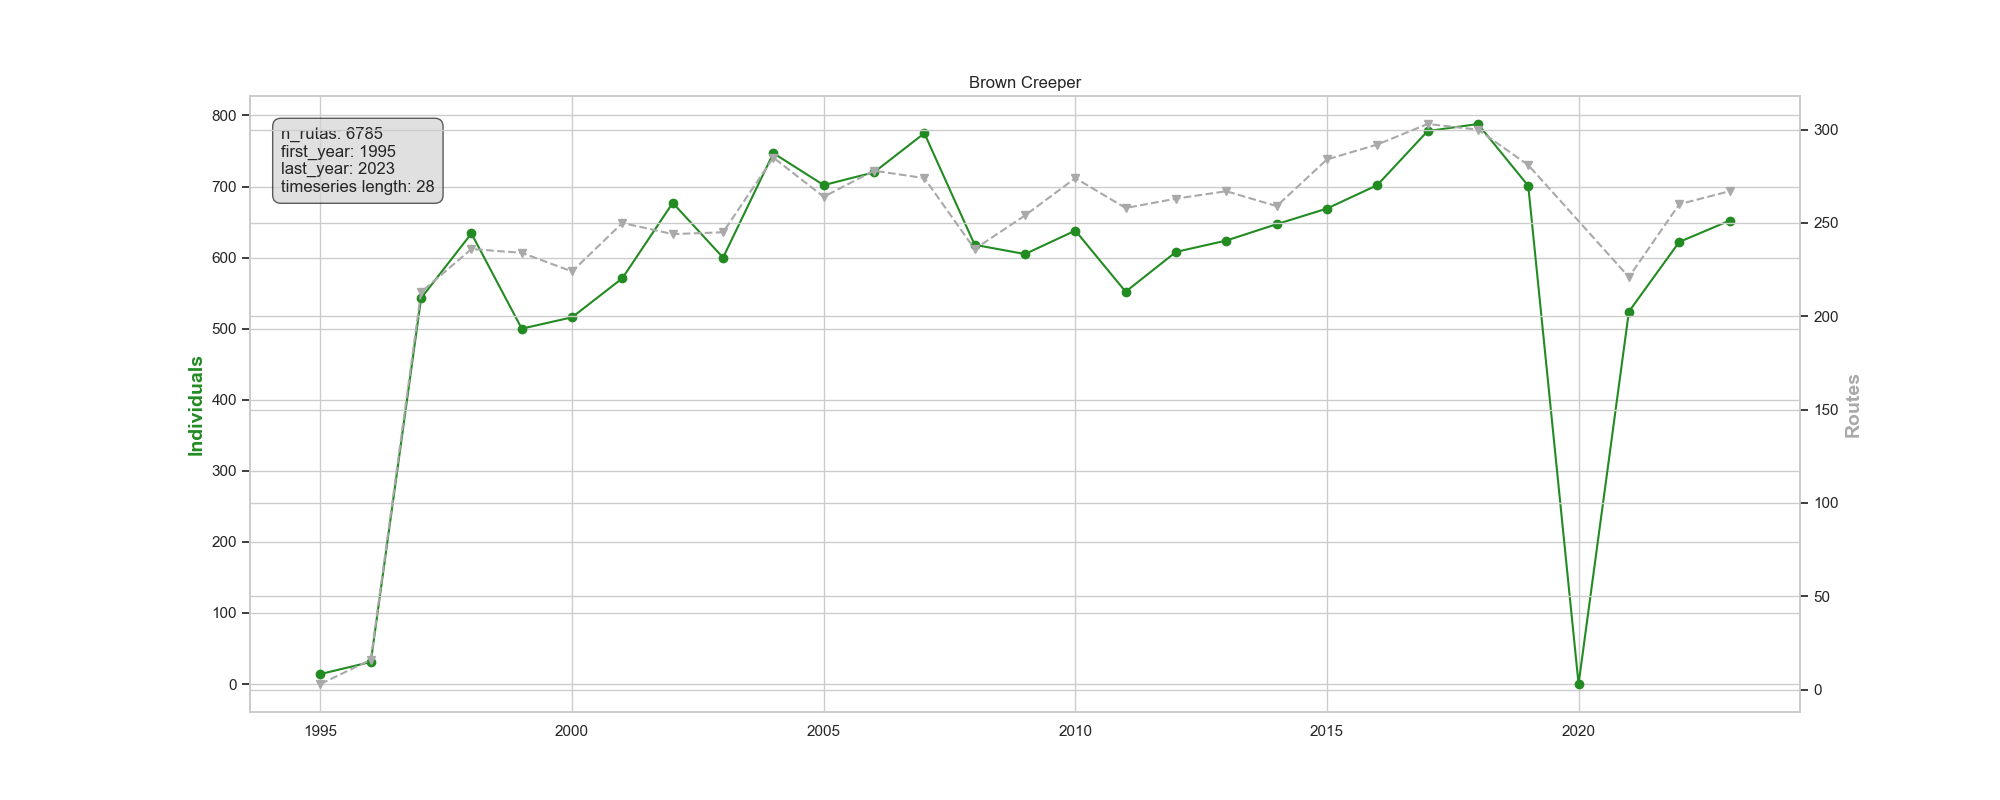 Brown Creeper
800
700
600
500
400
300
200
100
0
Individuals
n_rutas: 6785
first_year: 1995
last_year: 2023
timeseries length: 28
300
250
200
150
100
50
0
Routes
1995 2000 2005 2010 2015 2020